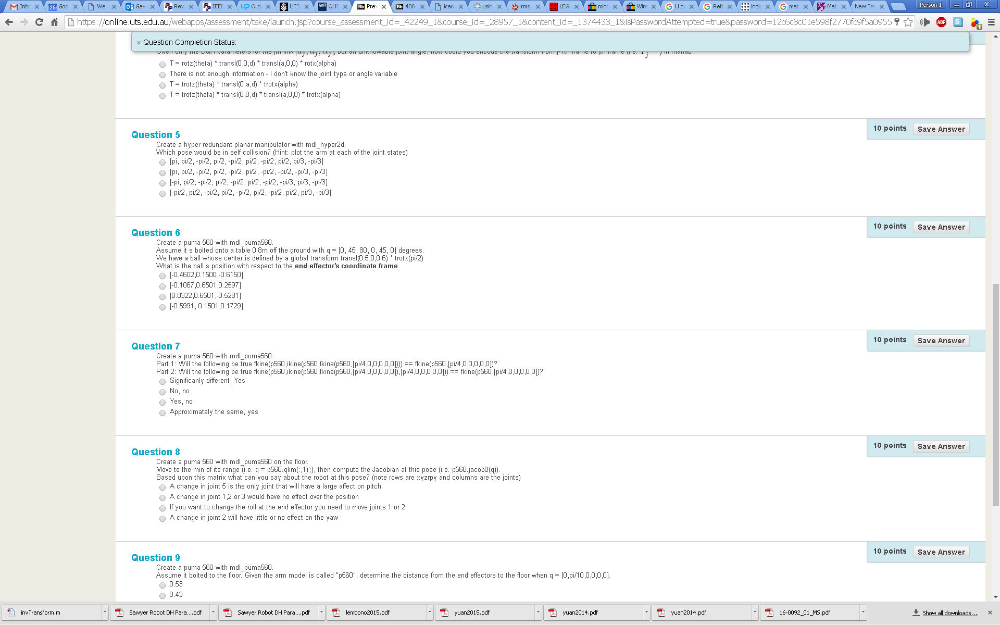 Inb
25 Goo
Wel
Gav
Rev
IEEE
UP Ord
UTS
QUT QUT
Bb Prev
Bb 400
icar
usin
rms
LEG
mind
Wire
U b
Reth
indi
mat
Mat
New Tal
Person 1
https://online.uts.edu.au/webapps/assessment/take/launch.jsp?course_assessment_id=_42249_1&course_id=_28957_1&content_id=_1374433_1&isPasswordAttempted=true&password=12c6c8c01e598f2770fc9f5a0955
ABP
Question Completion Status:
Given only the D&H parameters for the jth link [d_j, a_j, α_j], but an unknowable joint angle, how could you encode the transform from j-1th frame to jth frame (i.e. T_j ) in matlab?
T = rotz(theta) * transl(0,0,d) * transl(a,0,0) * rotx(alpha)
There is not enough information - I don't know the joint type or angle variable
T = trotz(theta) * transl(0,a,d) * trotx(alpha)
T = trotz(theta) * transl(0,0,d) * transl(a,0,0) * trotx(alpha)
10 points Save Answer
Question 5
Create a hyper redundant planar manipulator with mdl_hyper2d.
Which pose would be in self collision? (Hint: plot the arm at each of the joint states)
[pi, pi/2, -pi/2, pi/2, -pi/2, pi/2, -pi/2, pi/2, pi/3, -pi/3]
[pi, pi/2, -pi/2, pi/2, -pi/2, pi/2, -pi/2, -pi/2, -pi/3, -pi/3]
[-pi, pi/2, -pi/2, pi/2, -pi/2, pi/2, -pi/2, -pi/3, pi/3, -pi/3]
[-pi/2, pi/2, -pi/2, pi/2, -pi/2, pi/2, -pi/2, pi/2, pi/3, -pi/3]
10 points Save Answer
Question 6
Create a puma 560 with mdl_puma560.
Assume it s bolted onto a table 0.8m off the ground with q = [0, 45, 80, 0, 45, 0] degrees.
We have a ball whose center is defined by a global transform transl(0.5,0,0.6) * trotx(pi/2)
What is the ball s position with respect to the end-effector's coordinate frame
[-0.4602,0.1500,-0.6150]
[-0.1067,0.6501,0.2597]
[0.0322,0.6501,-0.5281]
[-0.5991, 0.1501,0.1729]
10 points Save Answer
Question 7
Create a puma 560 with mdl_puma560.
Part 1: Will the following be true fkine(p560,ikine(p560,fkine(p560,[pi/4,0,0,0,0,0]))) == fkine(p560,[pi/4,0,0,0,0,0])?
Part 2: Will the following be true fkine(p560,ikine(p560,fkine(p560,[pi/4,0,0,0,0,0]),[pi/4,0,0,0,0,0])) == fkine(p560,[pi/4,0,0,0,0,0])?
Significanly different, Yes
No, no
Yes, no
Approximately the same, yes
10 points Save Answer
Question 8
Create a puma 560 with mdl_puma560 on the floor.
Move to the min of its range (i.e. q = p560.qlim(:,1)';), then compute the Jacobian at this pose (i.e. p560.jacob0(q)).
Based upon this matrix what can you say about the robot at this pose? (note rows are xyzrpy and columns are the joints)
A change in joint 5 is the only joint that will have a large affect on pitch
A change in joint 1,2 or 3 would have no effect over the position
If you want to change the roll at the end effector you need to move joints 1 or 2
A change in joint 2 will have little or no effect on the yaw
10 points Save Answer
Question 9
Create a puma 560 with mdl_puma560.
Assume it bolted to the floor. Given the arm model is called "p560", determine the distance from the end effectors to the floor when q = [0,pi/10,0,0,0,0].
0.53
0.43
invTransform.m
Sawyer Robot DH Para....pdf
Sawyer Robot DH Para....pdf
lembono2015.pdf
yuan2015.pdf
yuan2014.pdf
yuan2014.pdf
16-0092_01_MS.pdf
Show all downloads...